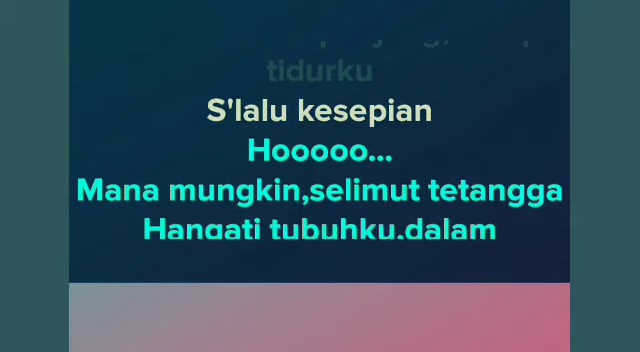 tidurku
S'lalu kesepian
Hooooo...
Mana mungkin,selimut tetangga
Hangati tubuhku,dalam